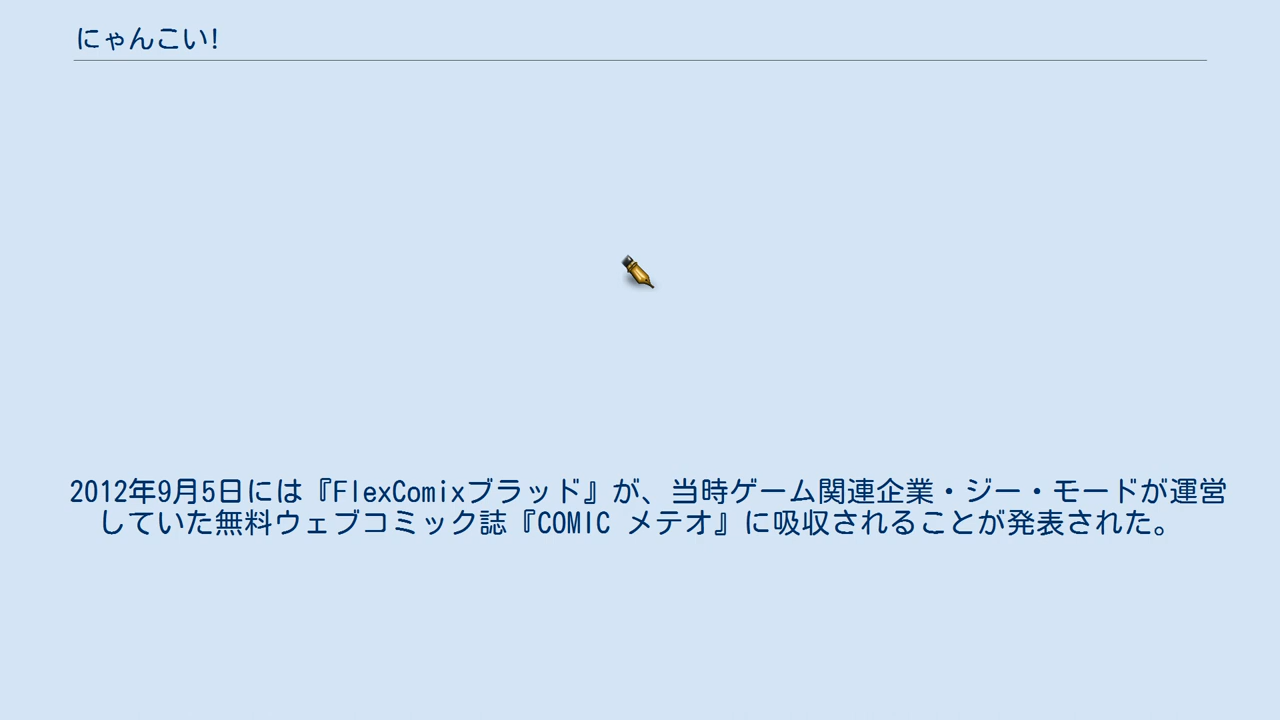 にゃんこい!
2012年9月5日には『FlexComixブラッド』が、当時ゲーム関連企業・ジー・モードが運営
していた無料ウェブコミック誌『COMIC メテオ』に吸収されることが発表された。